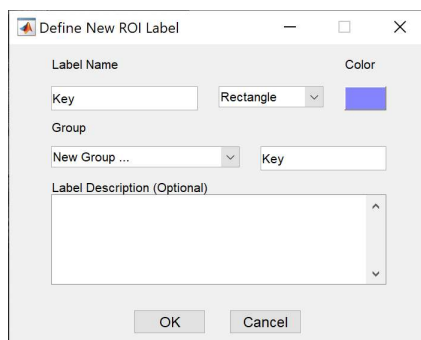 Define New ROI Label
Label Name
Color
Key
Rectangle
Group
New Group ...
Key
Label Description (Optional)
OK
Cancel